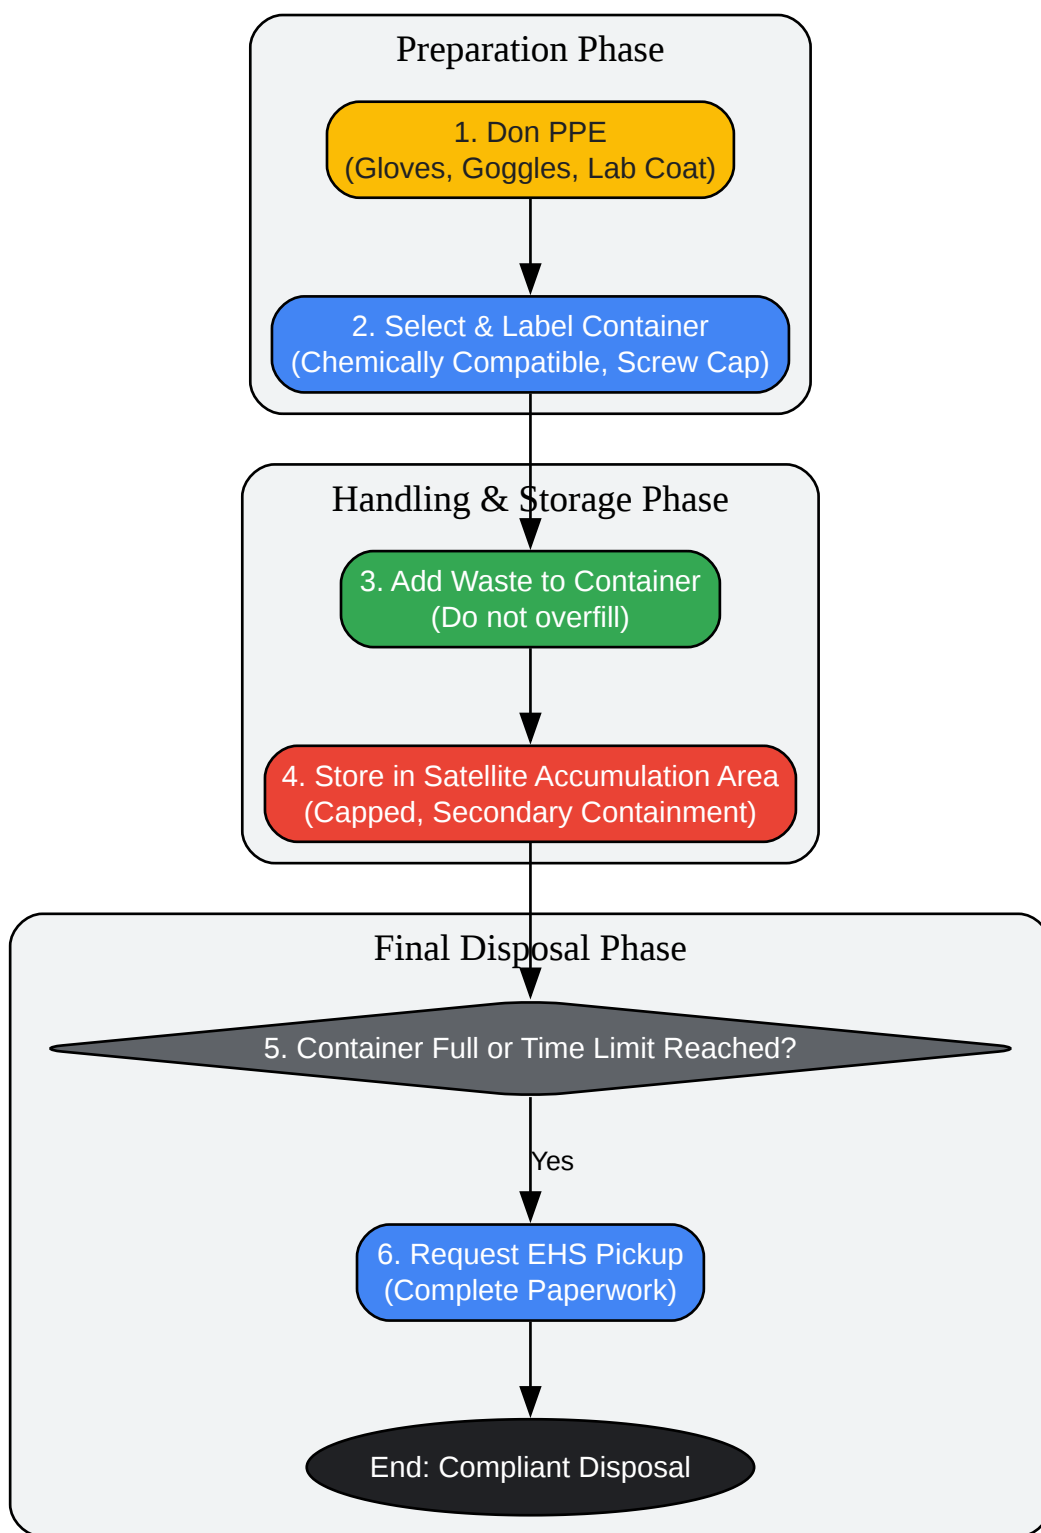 Preparation Phase
1. Don PPE
(Gloves, Goggles, Lab Coat)
2. Select & Label Container
(Chemically Compatible, Screw Cap)
Handling & Storage Phase
3. Add Waste to Container
(Do not overfill)
4. Store in Satellite Accumulation Area
(Capped, Secondary Containment)
Final Disposal Phase
5. Container Full or Time Limit Reached?
Yes
6. Request EHS Pickup
(Complete Paperwork)
End: Compliant Disposal